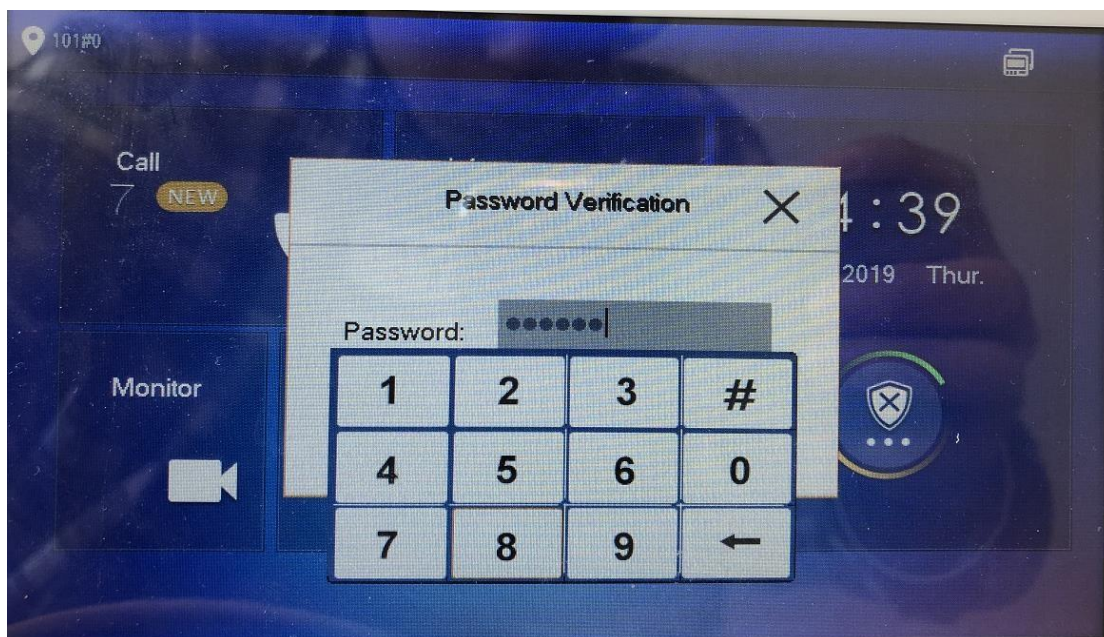 101#0
Call
7 NEW
Password Verification
:39
2019 Thur.
Password:
Monitor
1 2 3 #
4 5 6 0
7 8 9 ←